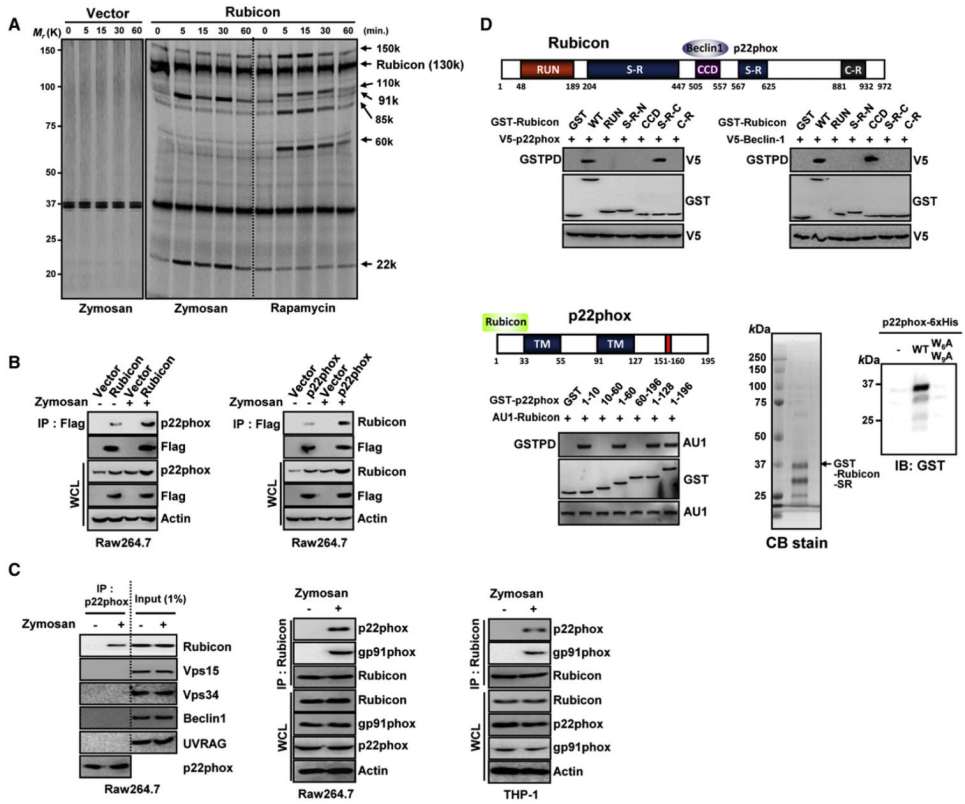 A
Vector
Rubicon
Mr (K) 0 5 15 30 60 0 5 15 30 60 0 5 15 30 60 (min.)
150
100
75
50
37
25
20
150k
Rubicon (130k)
110k
91k
85k
60k
22k
Zymosan Zymosan Rapamycin
B
Vector Rubicon Vector Rubicon
Zymosan - - + +
IP : Flag p22phox
Flag
WCL
p22phox
Flag
Actin
Raw264.7
Vector p22phox Vector p22phox
Zymosan - - + +
IP : Flag Rubicon
Flag
WCL
Rubicon
Flag
Actin
Raw264.7
C
IP : p22phox
Input (1%)
Zymosan - + - +
Rubicon
Vps15
Vps34
Beclin1
UVRAG
p22phox
Raw264.7
Zymosan
- +
IP : Rubicon
p22phox
gp91phox
Rubicon
WCL
Rubicon
gp91phox
p22phox
Actin
Raw264.7
Zymosan
- +
IP : Rubicon
p22phox
gp91phox
Rubicon
WCL
Rubicon
p22phox
gp91phox
Actin
THP-1
D
Rubicon
Beclin1 p22phox
RUN S-R CCD S-R C-R
1 48 189 204 447 505 557 567 625 881 932 972
GST-Rubicon GST WT RUN S-R-N CCD S-R-C C-R
V5-p22phox + + + + + + +
GSTPD V5
GST
V5
GST-Rubicon GST WT RUN S-R-N CCD S-R-C C-R
V5-Beclin-1 + + + + + + +
GSTPD V5
GST
V5
Rubicon p22phox
TM TM
1 33 55 91 127 151-160 195
GST-p22phox GST 1-10 10-60 1-60 60-196 1-128 1-196
AU1-Rubicon + + + + + + +
GSTPD AU1
GST
AU1
kDa
250
150
100
75
50
37
25
GST
-Rubicon
-SR
CB stain
p22phox-6xHis
- WT W6A W9A
kDa
37
25
IB: GST